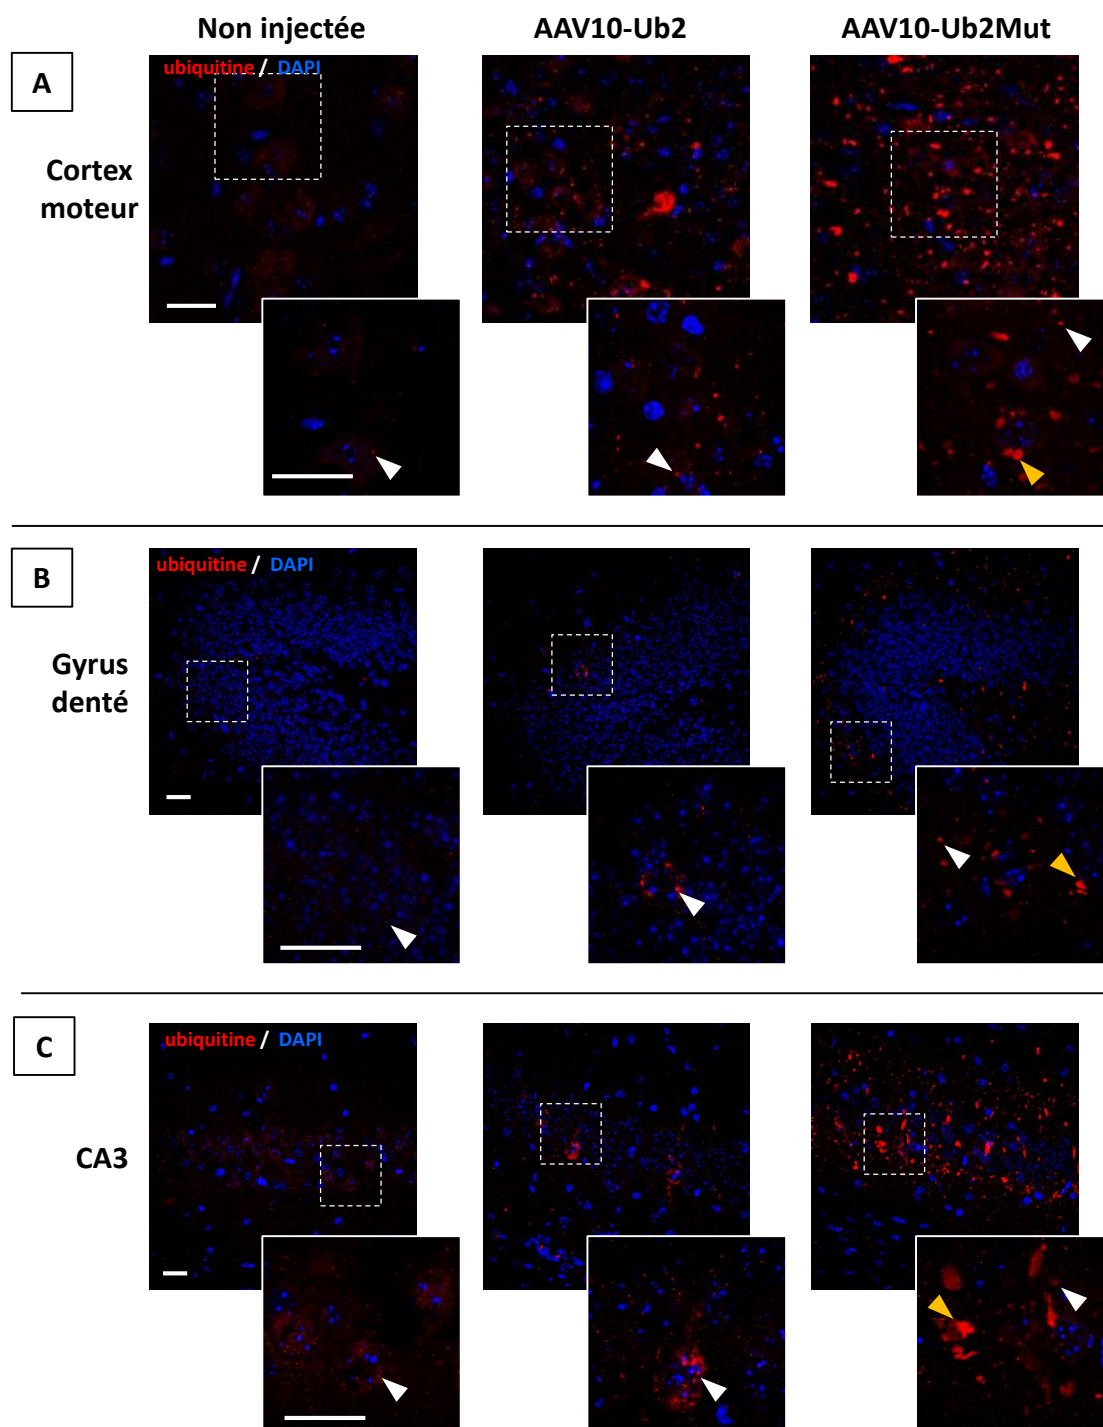 Non injectée AAV10-Ub2 AAV10-Ub2Mut
A
ubiquitine / DAPI
Cortex
moteur
B
ubiquitine / DAPI
Gyrus
denté
C
ubiquitine / DAPI
CA3